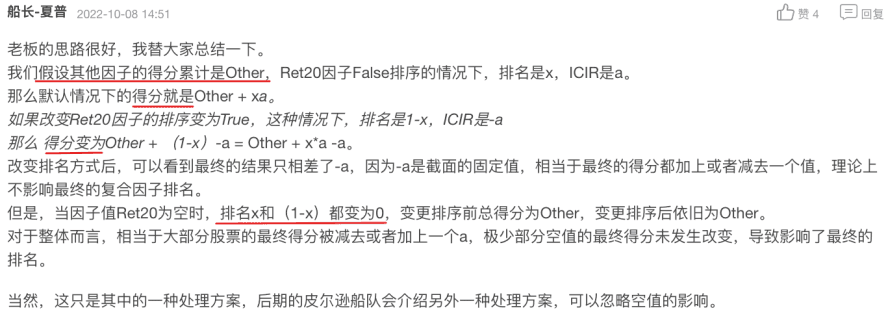 船长-夏普 2022-10-08 14:51 赞 4 回复
老板的思路很好，我替大家总结一下。
我们假设其他因子的得分累计是Other，Ret20因子False排序的情况下，排名是x，ICIR是a。
那么默认情况下的得分就是Other + xa。
如果改变Ret20因子的排序变为True，这种情况下，排名是1-x，ICIR是-a
那么 得分变为Other + （1-x）-a = Other + x*a -a。
改变排名方式后，可以看到最终的结果只相差了-a，因为-a是截面的固定值，相当于最终的得分都加上或者减去一个值，理论上
不影响最终的复合因子排名。
但是，当因子值Ret20为空时，排名x和（1-x）都变为0，变更排序前总得分为Other，变更排序后依旧为Other。
对于整体而言，相当于大部分股票的最终得分被减去或者加上一个a，极少部分空值的最终得分未发生改变，导致影响了最终的
排名。
当然，这只是其中的一种处理方案，后期的皮尔逊船队会介绍另外一种处理方案，可以忽略空值的影响。